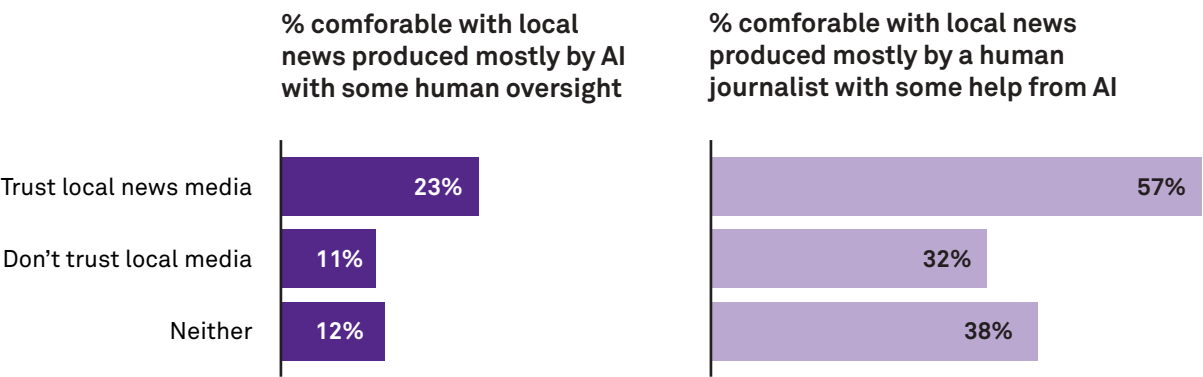 % comforable with local
news produced mostly by AI
with some human oversight
% comforable with local news
produced mostly by a human
journalist with some help from AI
Trust local news media
23%
57%
Don’t trust local media
11%
32%
Neither
12%
38%